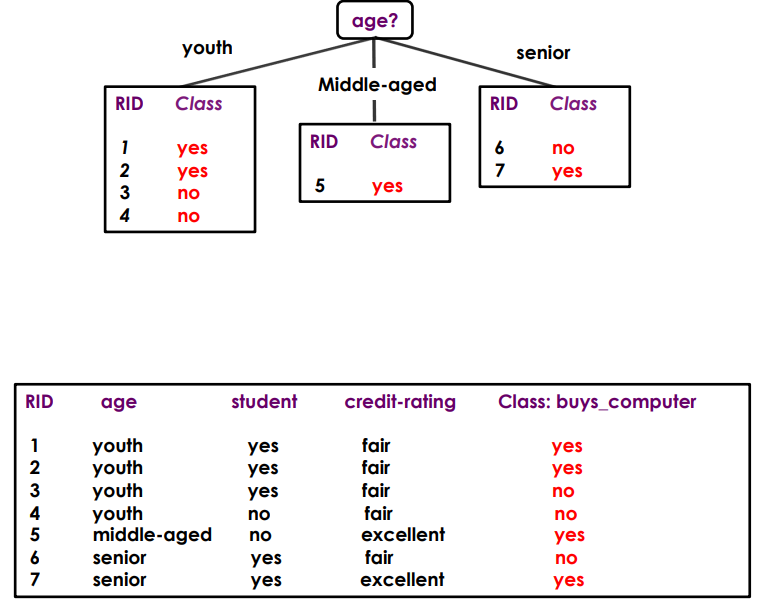 age?
youth
Middle-aged
senior
RID Class
1 yes
2 yes
3 no
4 no
RID Class
5 yes
RID Class
6 no
7 yes
RID age student credit-rating Class: buys_computer
1 youth yes fair yes
2 youth yes fair yes
3 youth yes fair no
4 youth no fair no
5 middle-aged no excellent yes
6 senior yes fair no
7 senior yes excellent yes